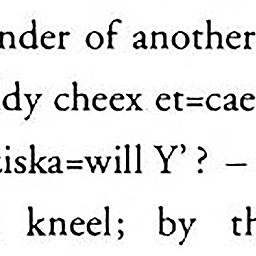 nder of another
dy cheex et=cae
iska=will Y’ ? –
kneel; by th